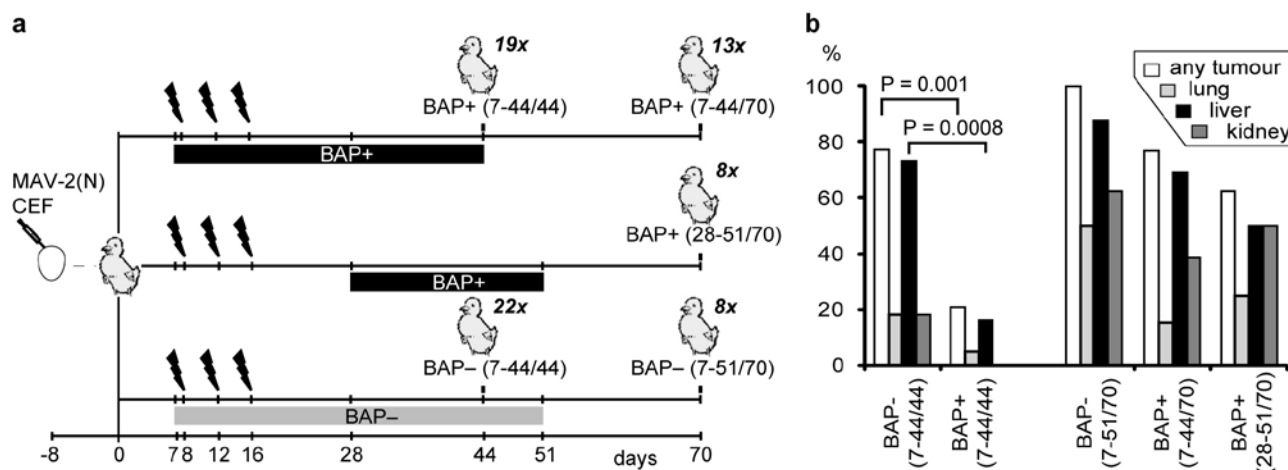 a
19x
13x
BAP+ (7-44/44)
BAP+ (7-44/70)
BAP+
MAV-2(N)
CEF
8x
BAP+ (28-51/70)
BAP+
22x
8x
BAP– (7-44/44)
BAP– (7-51/70)
BAP–
-8 0 7 8 12 16 28 44 51 days 70
b
%
100
80
60
40
20
0
P = 0.001
P = 0.0008
any tumour
lung
liver
kidney
BAP-
(7-44/44)
BAP+
(7-44/44)
BAP-
(7-51/70)
BAP+
(7-44/70)
BAP+
(28-51/70)